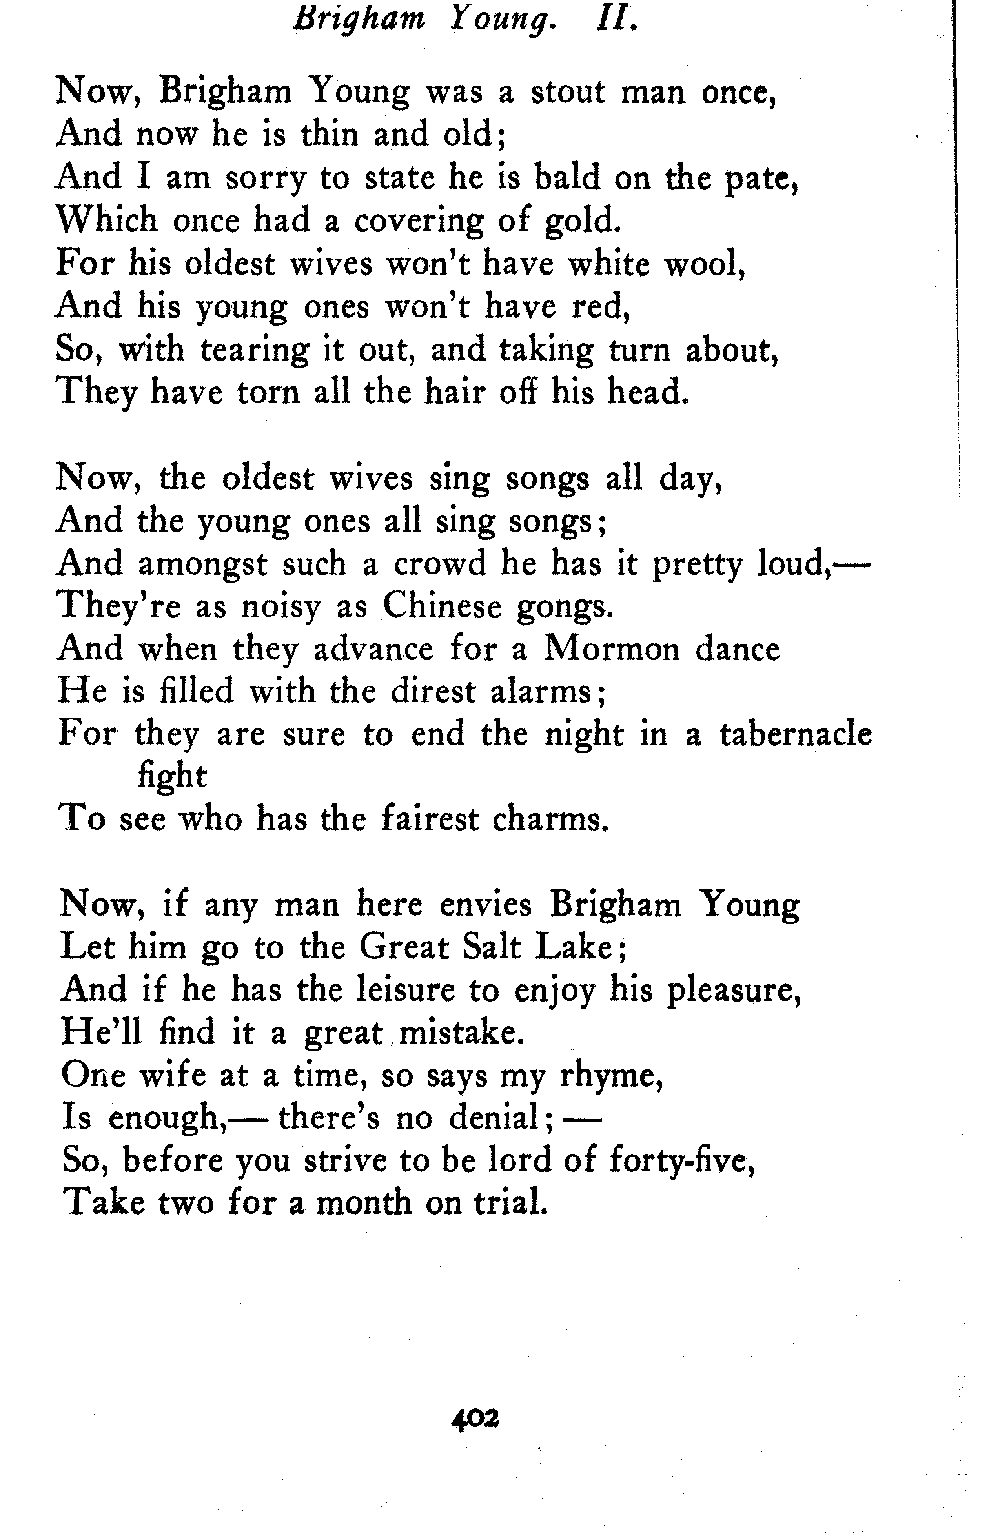 Brigham Young. II.
Now, Brigham Young was a stout man once,
And now he is thin and old;
And I am sorry to state he is bald on the pate,
Which once had a covering of gold.
For his oldest wives won't have white wool,
And his young ones won't have red,
So, with tearing it out, and taking turn about,
They have torn all the hair off his head.
Now, the oldest wives sing songs all day,
And the young ones all sing songs;
And amongst such a crowd he has it pretty loud,—
They're as noisy as Chinese gongs.
And when they advance for a Mormon dance
He is filled with the direst alarms;
For they are sure to end the night in a tabernacle
fight
To see who has the fairest charms.
Now, if any man here envies Brigham Young
Let him go to the Great Salt Lake;
And if he has the leisure to enjoy his pleasure,
He'll find it a great mistake.
One wife at a time, so says my rhyme,
Is enough,— there's no denial; —
So, before you strive to be lord of forty-five,
Take two for a month on trial.
402